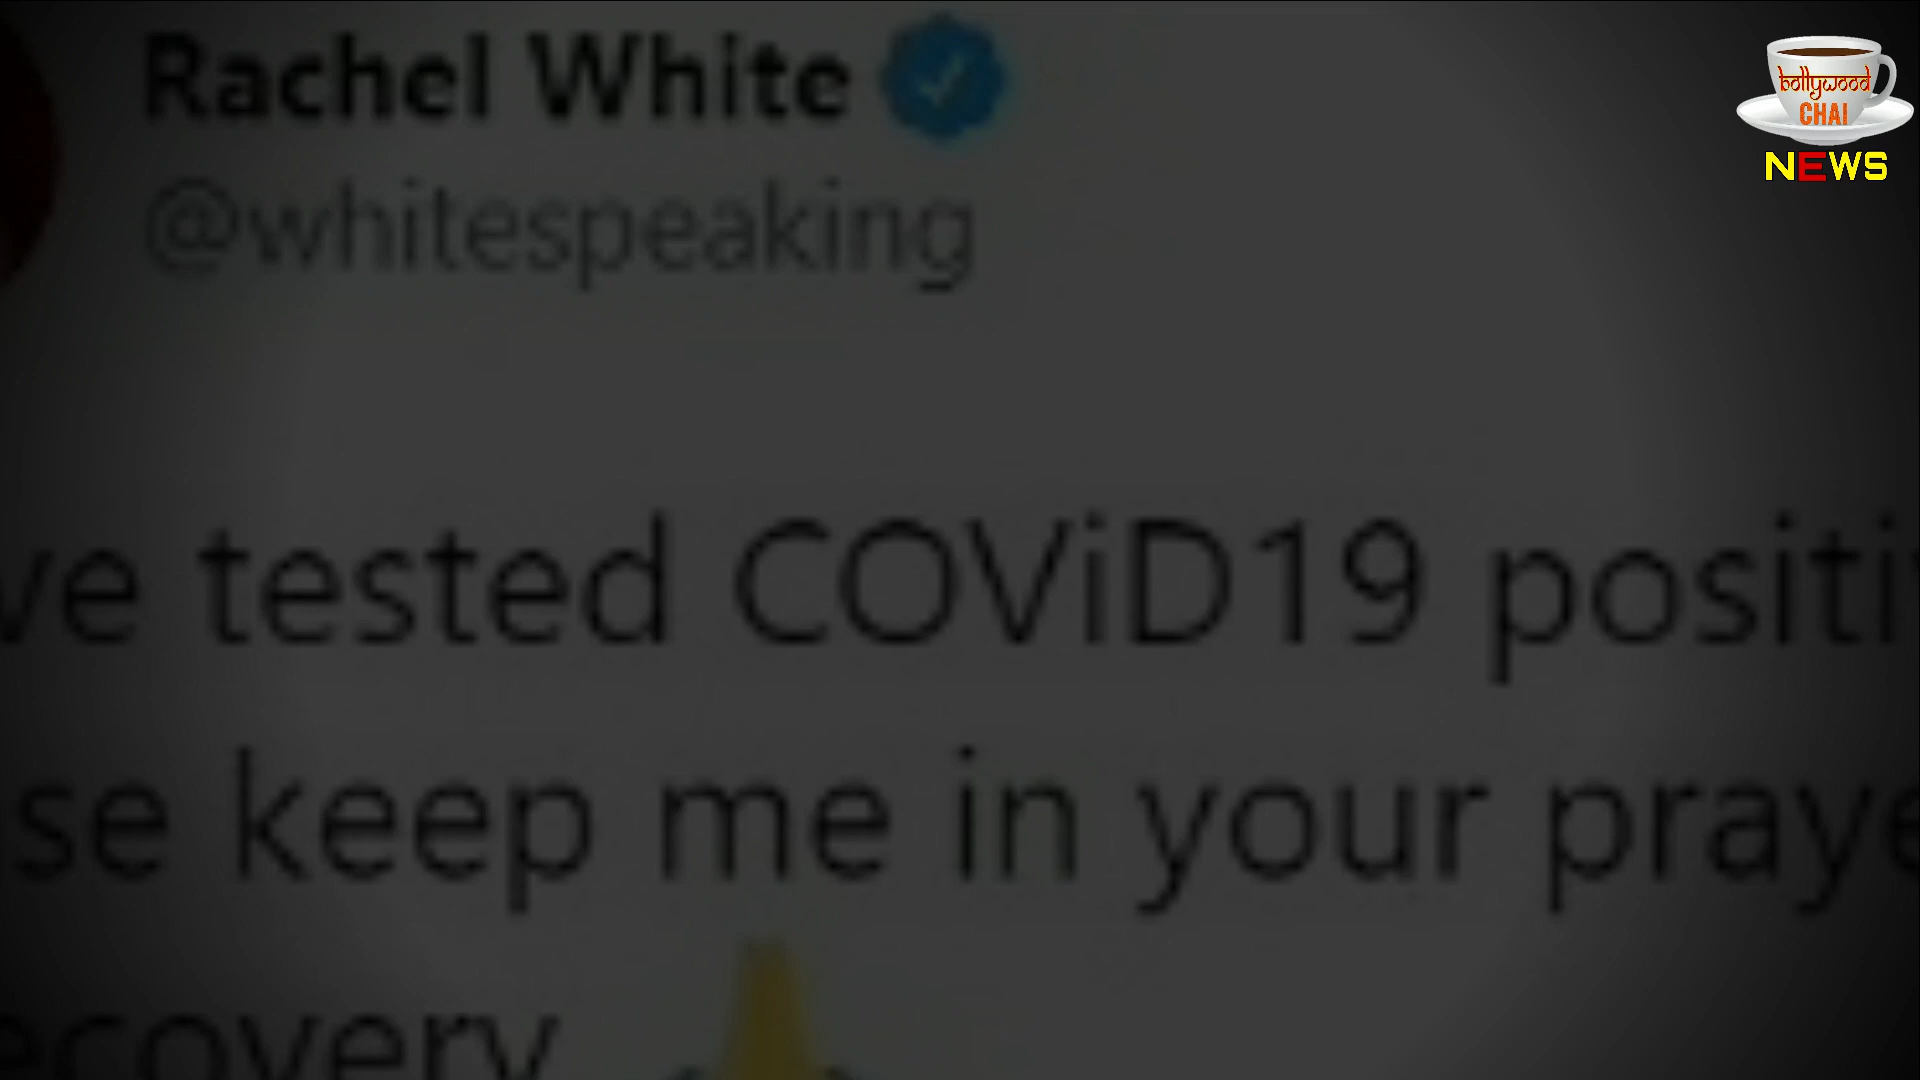 Rachel White
@whitespeaking
ve tested COViD19 positi
se keep me in your praye
ecovery
bollywood
CHAI
NEWS